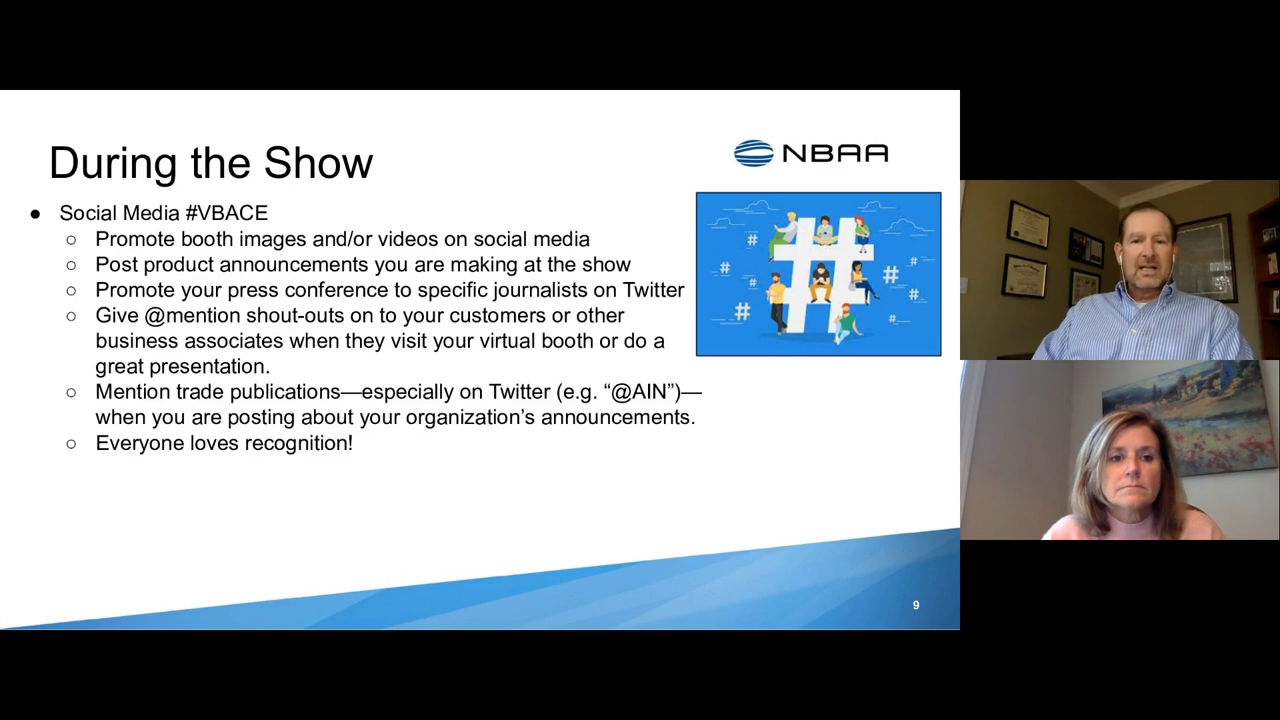 During the Show
NBAA
● Social Media #VBACE
○ Promote booth images and/or videos on social media
○ Post product announcements you are making at the show
○ Promote your press conference to specific journalists on Twitter
○ Give @mention shout-outs on to your customers or other
business associates when they visit your virtual booth or do a
great presentation.
○ Mention trade publications—especially on Twitter (e.g. “@AIN”)—
when you are posting about your organization’s announcements.
○ Everyone loves recognition!
9